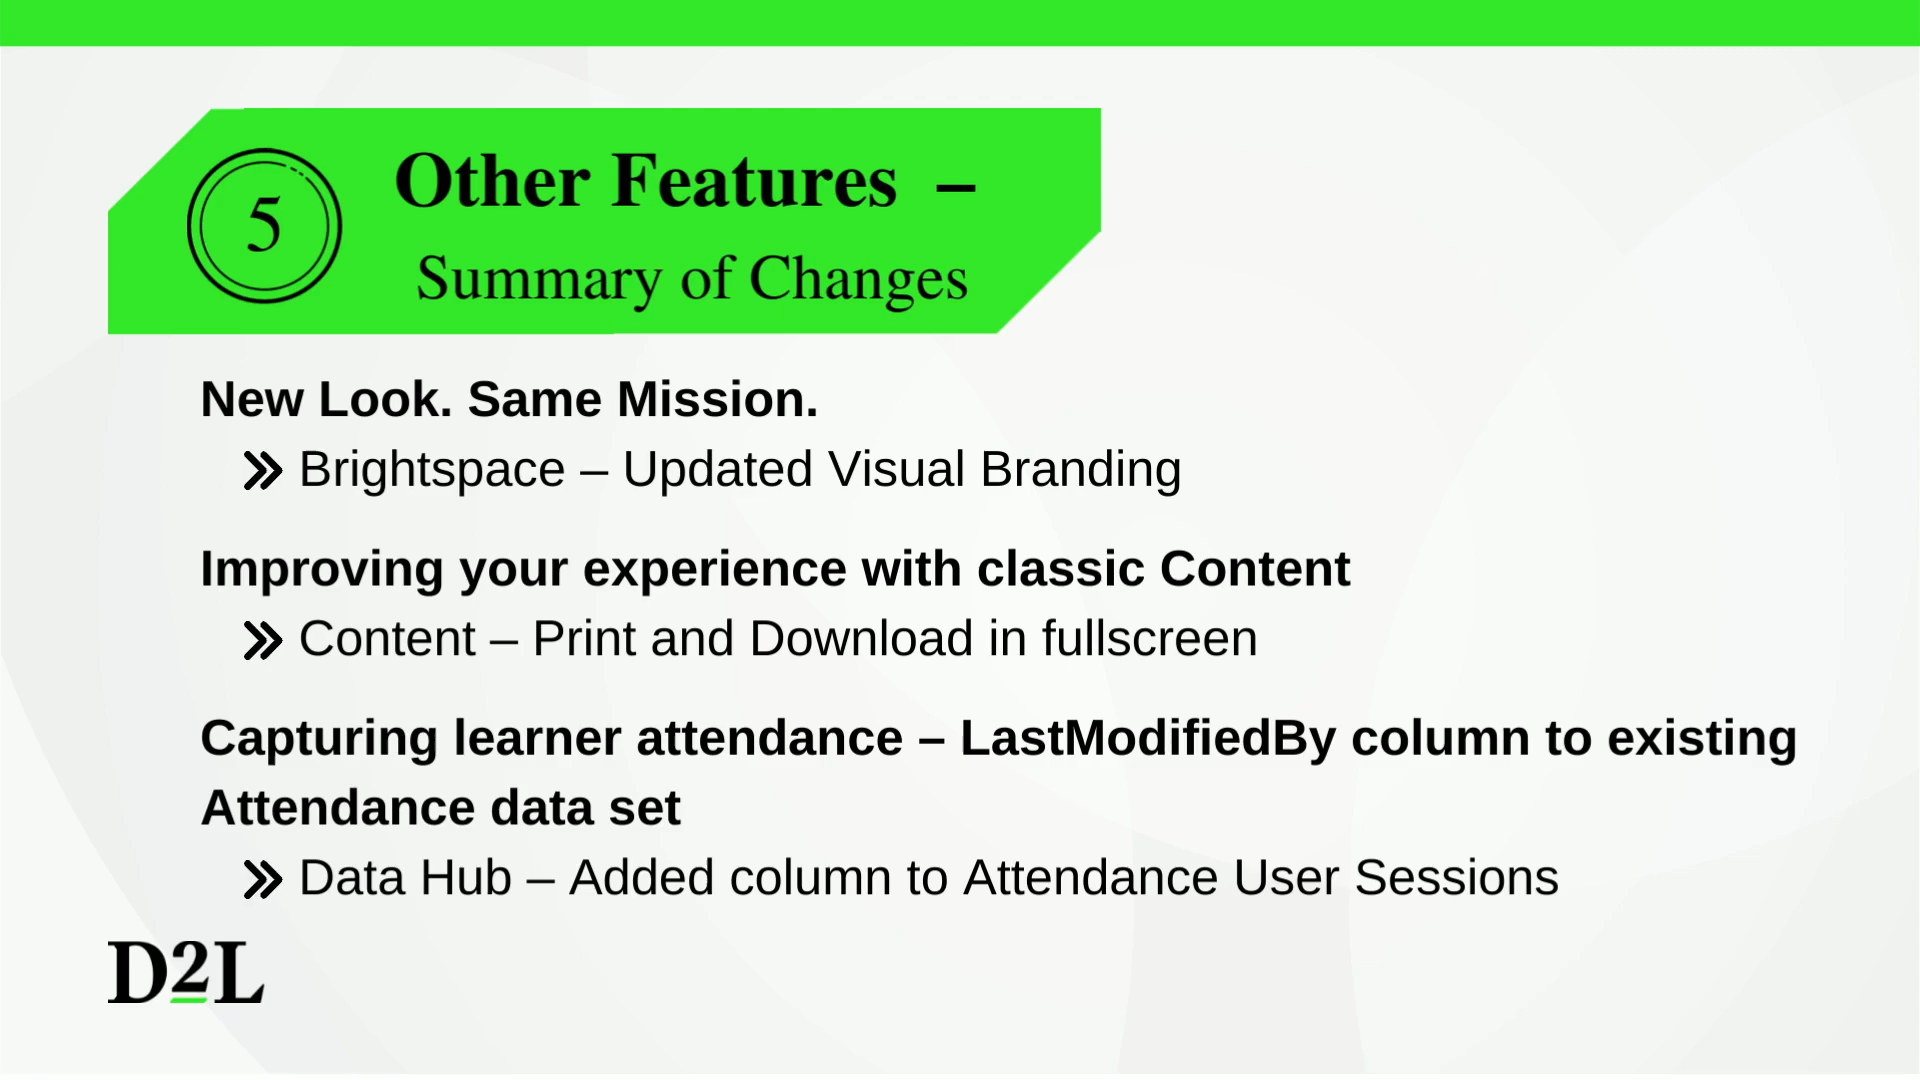 5
Other Features –
Summary of Changes
New Look. Same Mission.
Brightspace – Updated Visual Branding
Improving your experience with classic Content
Content – Print and Download in fullscreen
Capturing learner attendance – LastModifiedBy column to existing
Attendance data set
Data Hub – Added column to Attendance User Sessions
D2L